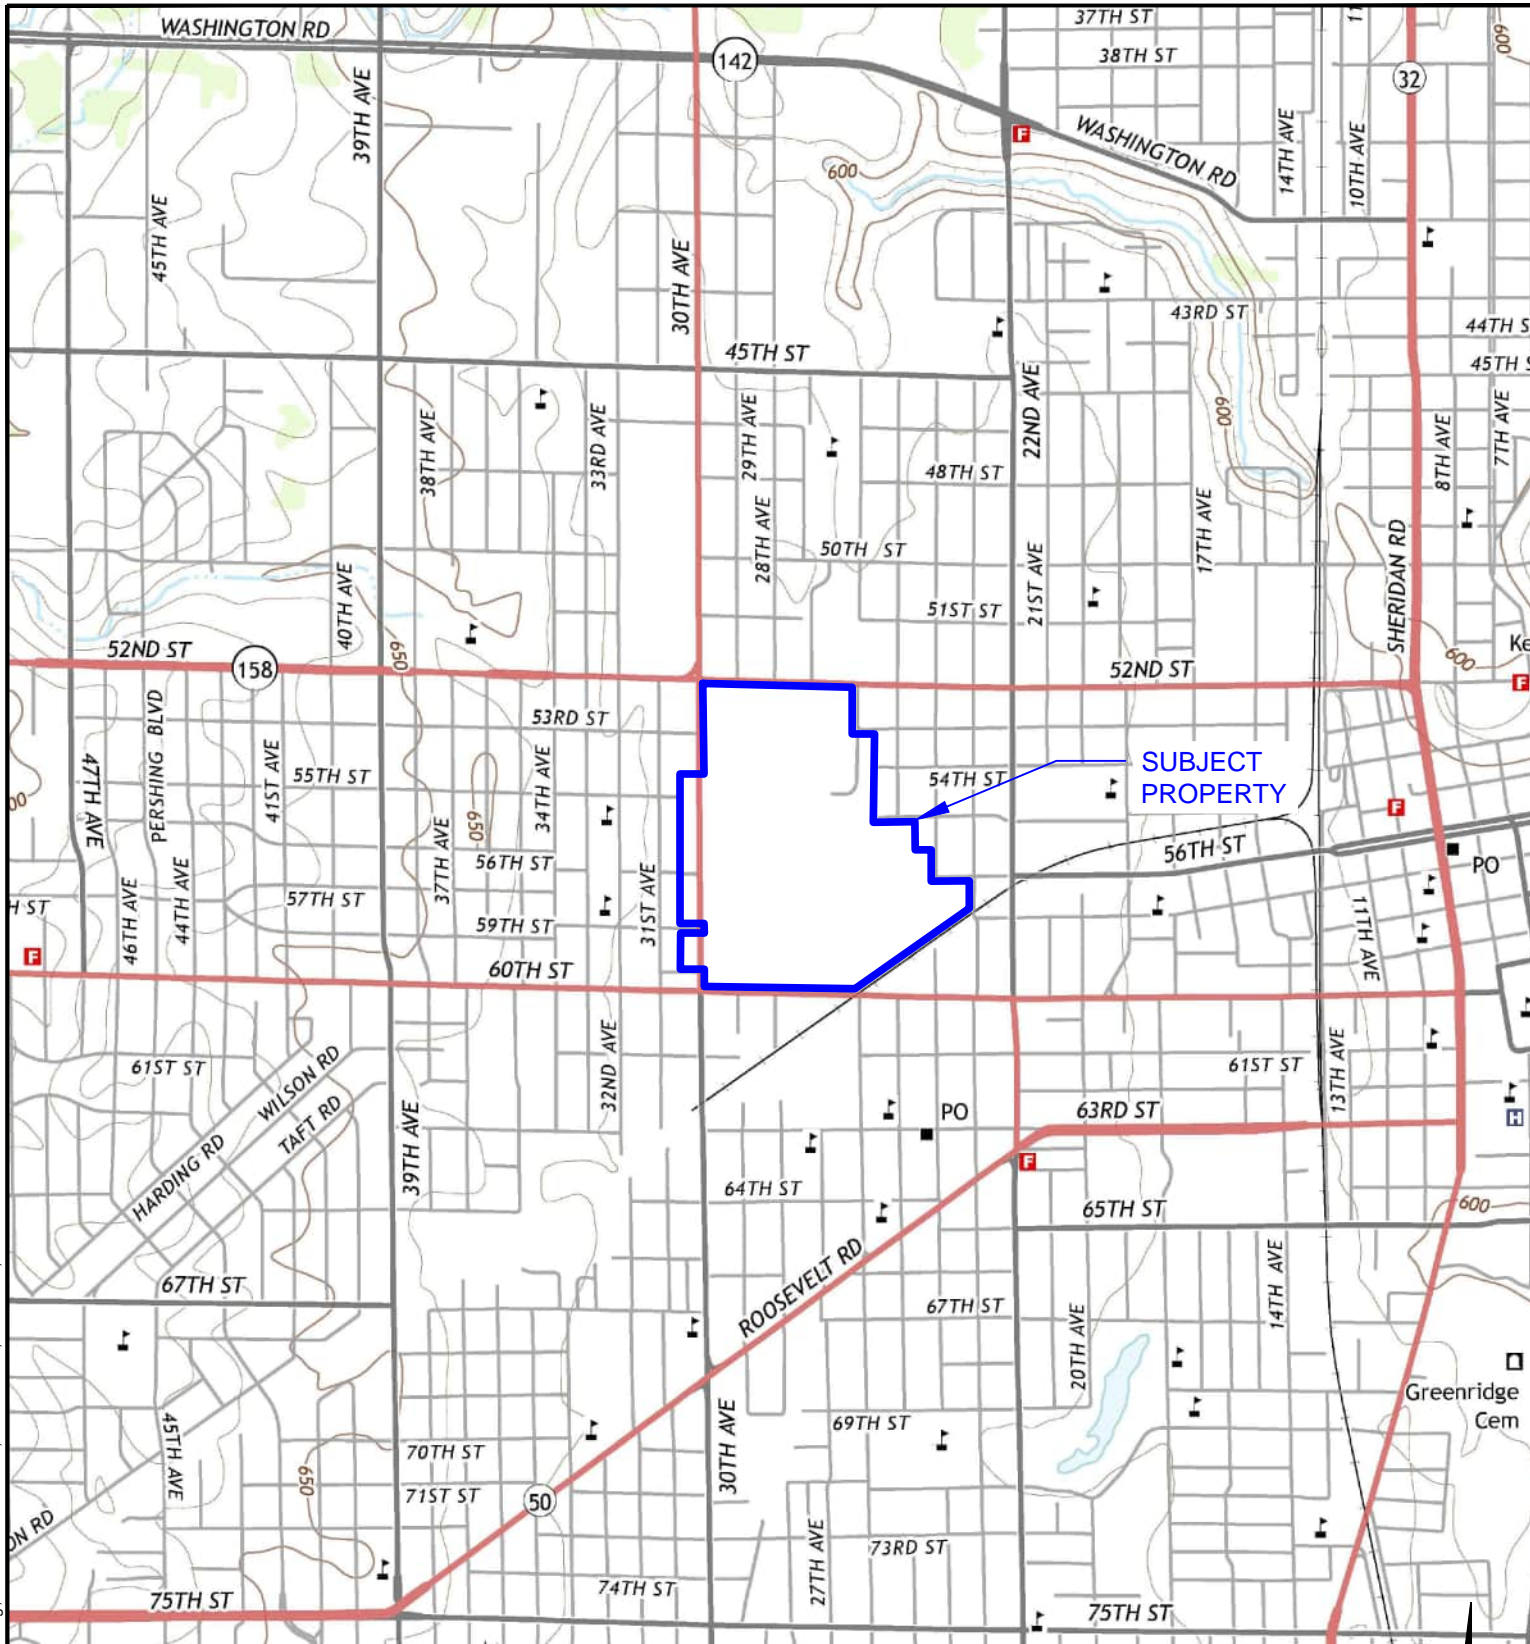 WASHINGTON RD
37TH ST
38TH ST
142
32
600
39TH AVE
WASHINGTON RD
14TH AVE
10TH AVE
600
45TH AVE
30TH AVE
43RD ST
44TH S
45TH ST
45TH S
22ND AVE
600
38TH AVE
33RD AVE
29TH AVE
48TH ST
8TH AVE
7TH AVE
28TH AVE
50TH ST
17TH AVE
SHERIDAN RD
40TH AVE
51ST ST
21ST AVE
52ND ST
158
650
52ND ST
600
Ke
F
53RD ST
PERSHING BLVD
47TH AVE
41ST AVE
55TH ST
34TH AVE
650
54TH ST
SUBJECT
PROPERTY
00
56TH ST
56TH ST
PO
37TH AVE
46TH AVE
44TH AVE
57TH ST
H ST
59TH ST
31ST AVE
11TH AVE
F
60TH ST
61ST ST
WILSON RD
32ND AVE
61ST ST
13TH AVE
TAFT RD
HARDING RD
39TH AVE
PO
63RD ST
H
F
64TH ST
65TH ST
600
67TH ST
ROOSEVELT RD
67TH ST
20TH AVE
14TH AVE
Greenridge
Cem
45TH AVE
30TH AVE
69TH ST
70TH ST
650
71ST ST
50
ON RD
27TH AVE
73RD ST
74TH ST
75TH ST
75TH ST
F
F